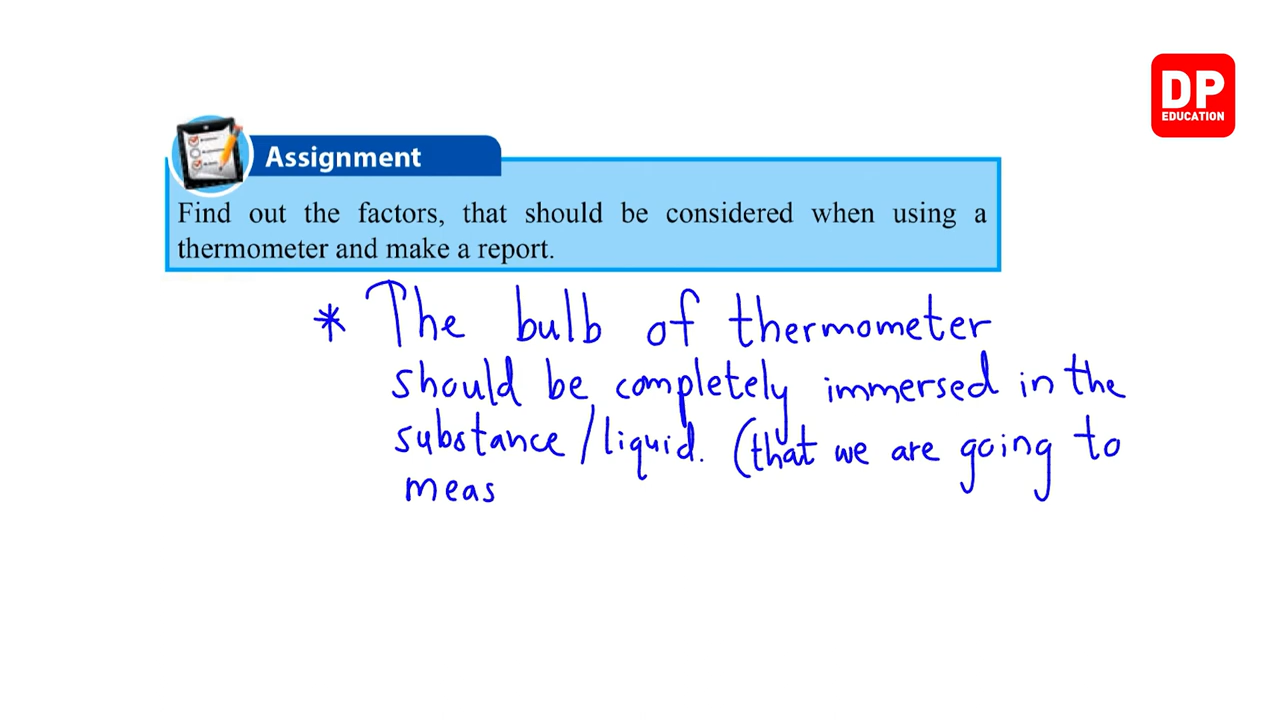 DP
EDUCATION
Assignment
Find out the factors, that should be considered when using a
thermometer and make a report.
* The bulb of thermometer
should be completely immersed in the
substance/liquid. (that we are going to
meas